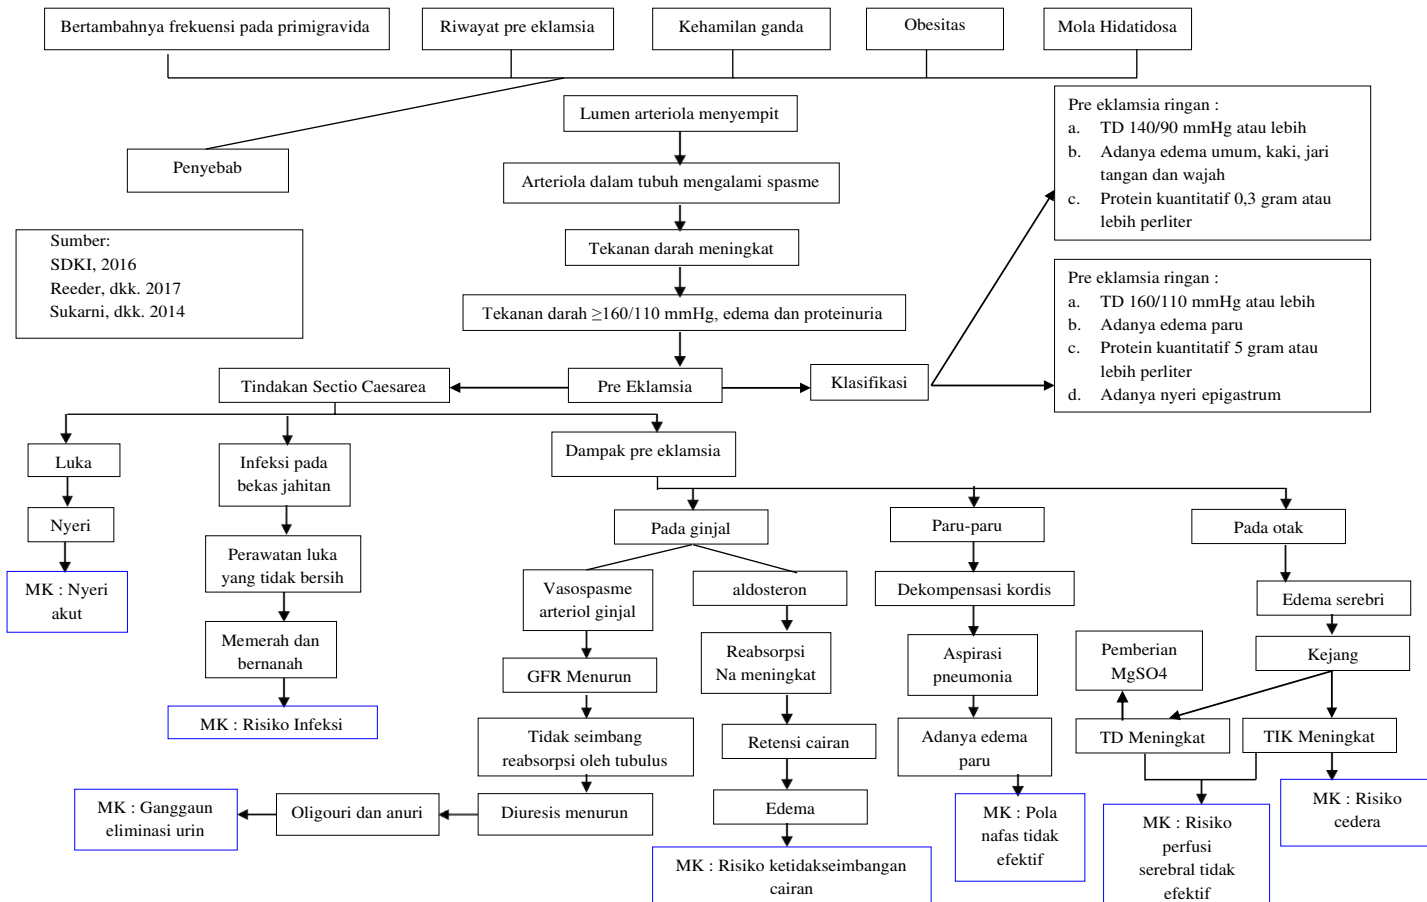 Bertambahnya frekuensi pada primigravida
Riwayat pre eklamsia
Kehamilan ganda
Obesitas
Mola Hidatidosa
Lumen arteriola menyempit
Penyebab
Arteriola dalam tubuh mengalami spasme
Pre eklamsia ringan :
a. TD 140/90 mmHg atau lebih
b. Adanya edema umum, kaki, jari
tangan dan wajah
c. Protein kuantitatif 0,3 gram atau
lebih perliter
Sumber:
SDKI, 2016
Reeder, dkk. 2017
Sukarni, dkk. 2014
Tekanan darah meningkat
Tekanan darah ≥160/110 mmHg, edema dan proteinuria
Pre eklamsia ringan :
a. TD 160/110 mmHg atau lebih
b. Adanya edema paru
c. Protein kuantitatif 5 gram atau
lebih perliter
d. Adanya nyeri epigastrum
Tindakan Sectio Caesarea
Pre Eklamsia
Klasifikasi
Luka
Infeksi pada
bekas jahitan
Dampak pre eklamsia
Nyeri
Pada ginjal
Paru-paru
Pada otak
MK : Nyeri
akut
Perawatan luka
yang tidak bersih
Vasospasme
arteriol ginjal
aldosteron
Dekompensasi kordis
Edema serebri
Memerah dan
bernanah
GFR Menurun
Reabsorpsi
Na meningkat
Aspirasi
pneumonia
Pemberian
MgSO4
Kejang
MK : Risiko Infeksi
Tidak seimbang
reabsorpsi oleh tubulus
Retensi cairan
Adanya edema
paru
TD Meningkat
TIK Meningkat
MK : Ganggaun
eliminasi urin
Oligouri dan anuri
Diuresis menurun
Edema
MK : Pola
nafas tidak
efektif
MK : Risiko
perfusi
serebral tidak
efektif
MK : Risiko
cedera
MK : Risiko ketidakseimbangan
cairan